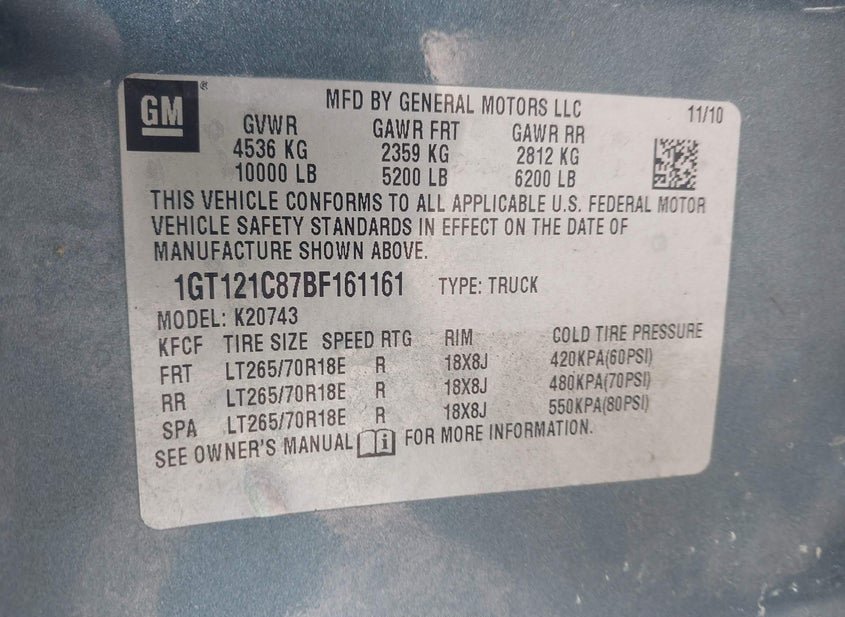 GM ®
MFD BY GENERAL MOTORS LLC 11/10
GVWR GAWR FRT GAWR RR
4536 KG 2359 KG 2812 KG
10000 LB 5200 LB 6200 LB
THIS VEHICLE CONFORMS TO ALL APPLICABLE U.S. FEDERAL MOTOR
VEHICLE SAFETY STANDARDS IN EFFECT ON THE DATE OF
MANUFACTURE SHOWN ABOVE.
1GT121C87BF161161 TYPE: TRUCK
MODEL: K20743
KFCF TIRE SIZE SPEED RTG RIM COLD TIRE PRESSURE
FRT LT265/70R18E R 18X8J 420KPA(60PSI)
RR LT265/70R18E R 18X8J 480KPA(70PSI)
SPA LT265/70R18E R 18X8J 550KPA(80PSI)
SEE OWNER'S MANUAL i FOR MORE INFORMATION.